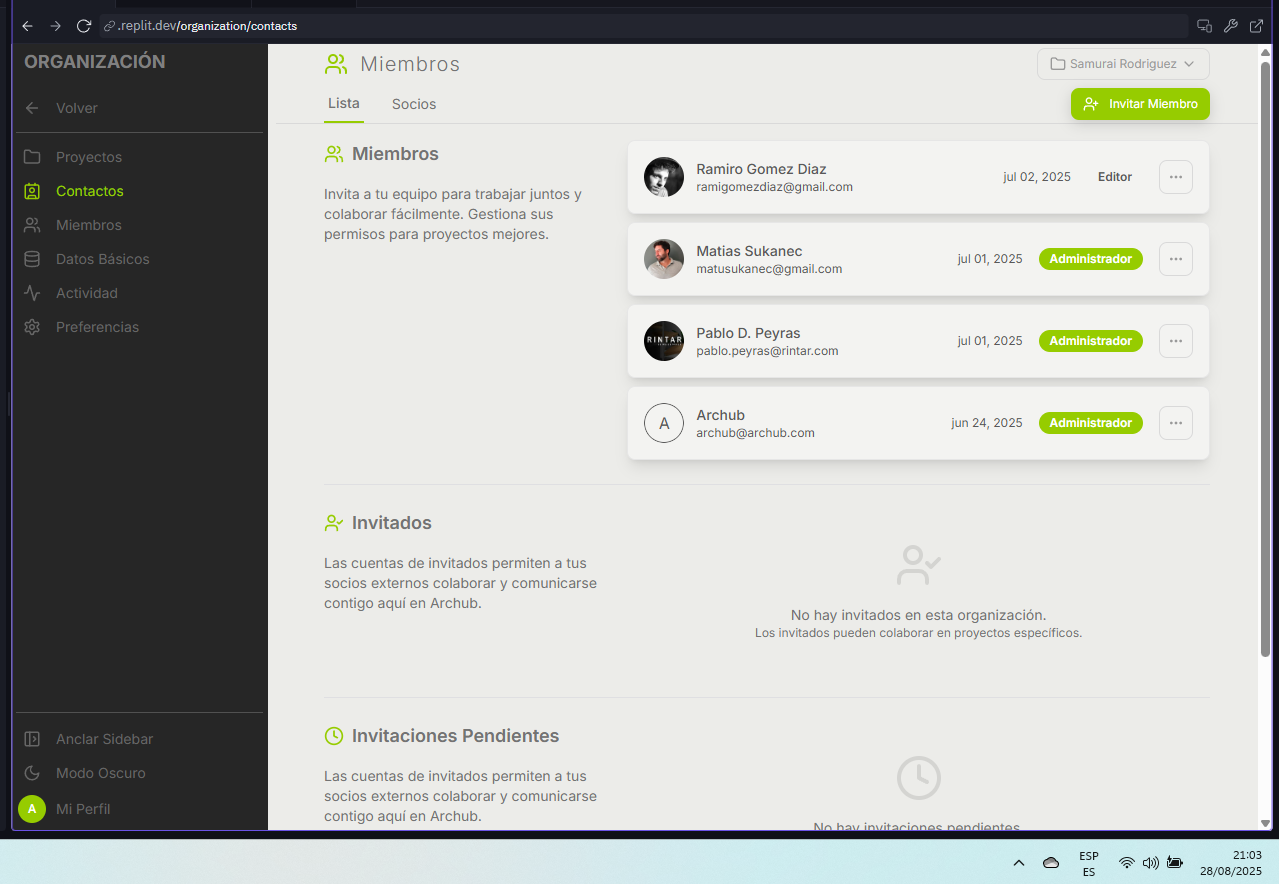 .replit.dev/organization/contacts
ORGANIZACIÓN
Volver
Proyectos
Contactos
Miembros
Datos Básicos
Actividad
Preferencias
Anclar Sidebar
Modo Oscuro
A
Mi Perfil
Miembros
Samurai Rodriguez
Lista
Socios
Invitar Miembro
Miembros
Invita a tu equipo para trabajar juntos y
colaborar fácilmente. Gestiona sus
permisos para proyectos mejores.
Ramiro Gomez Diaz
ramigomezdiaz@gmail.com
jul 02, 2025
Editor
Matias Sukanec
matusukanec@gmail.com
jul 01, 2025
Administrador
RINTAR
Pablo D. Peyras
pablo.peyras@rintar.com
jul 01, 2025
Administrador
A
Archub
archub@archub.com
jun 24, 2025
Administrador
Invitados
Las cuentas de invitados permiten a tus
socios externos colaborar y comunicarse
contigo aquí en Archub.
No hay invitados en esta organización.
Los invitados pueden colaborar en proyectos específicos.
Invitaciones Pendientes
Las cuentas de invitados permiten a tus
socios externos colaborar y comunicarse
contigo aquí en Archub.
No hay invitaciones pendientes
ESP
ES
21:03
28/08/2025